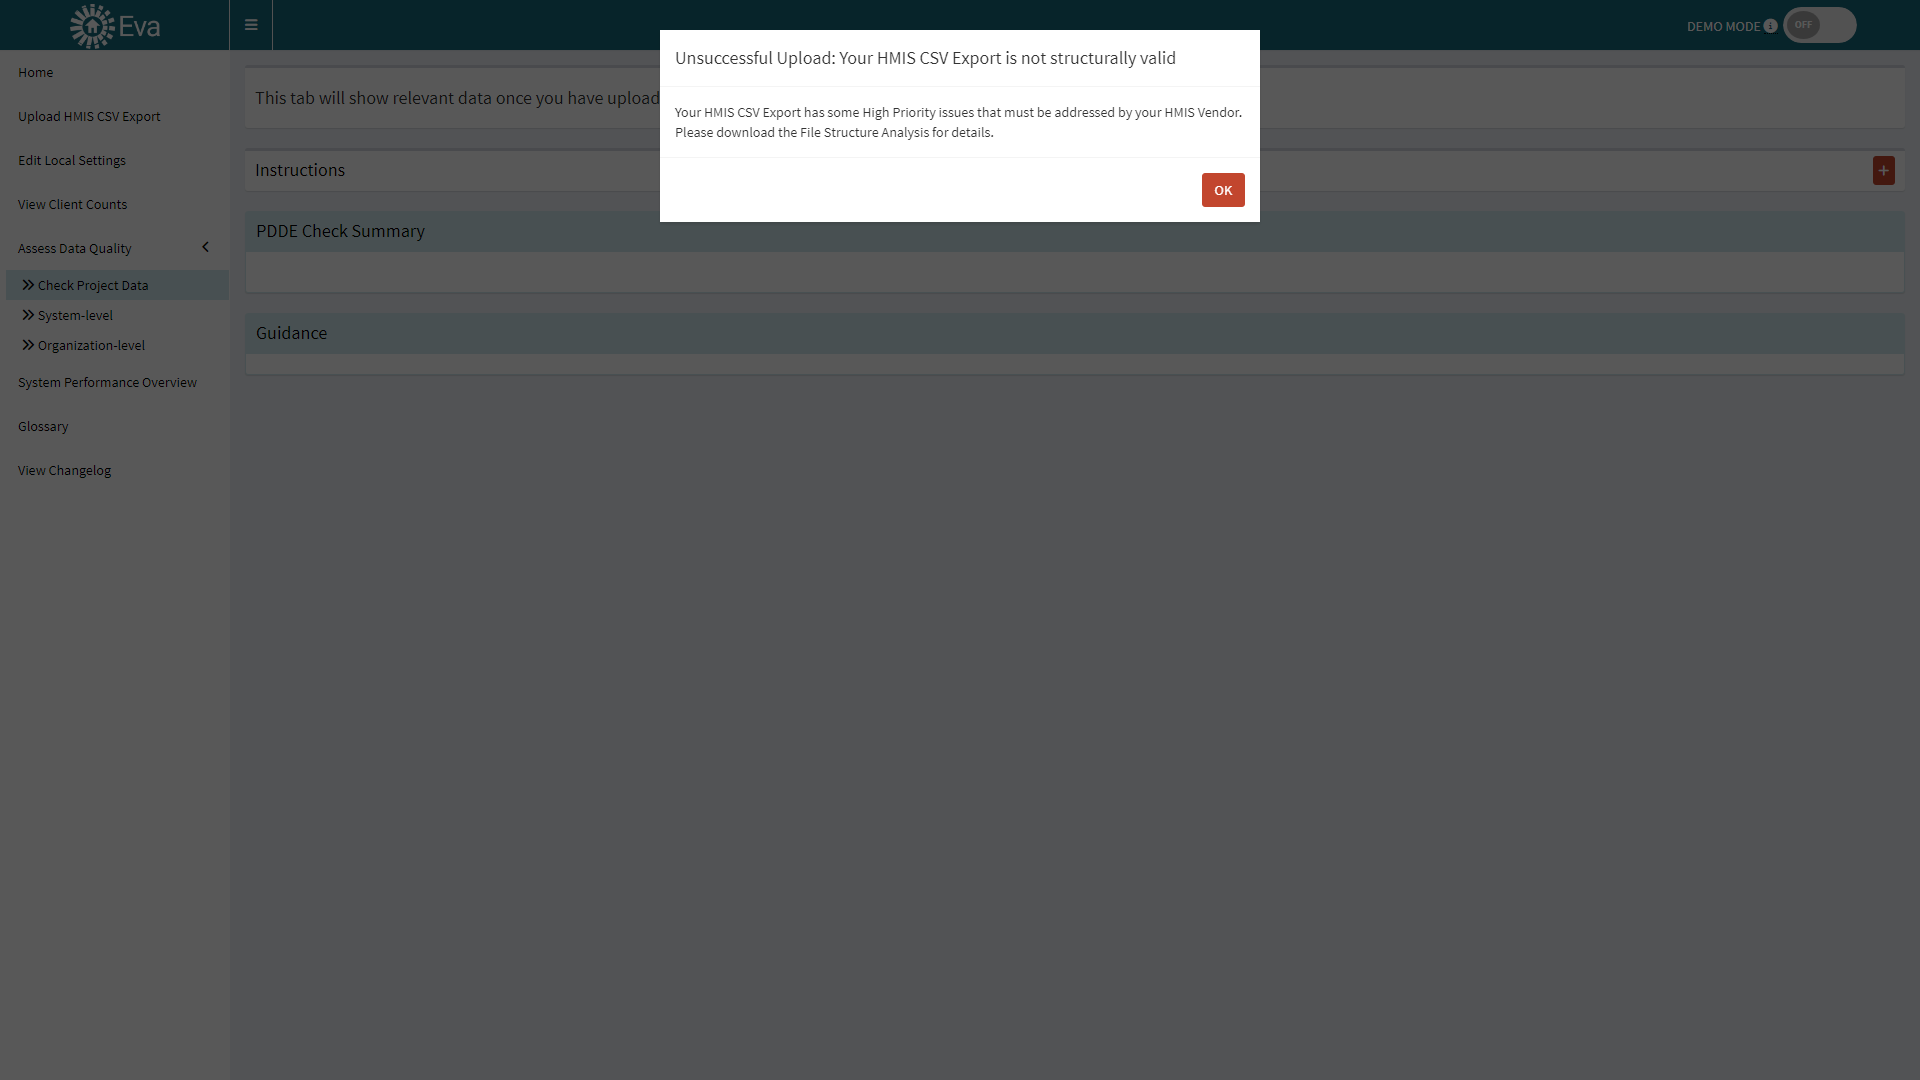 Eva
DEMO MODE
OFF
Home
Upload HMIS CSV Export
Edit Local Settings
View Client Counts
Assess Data Quality
Check Project Data
System-level
Organization-level
System Performance Overview
Glossary
View Changelog
Unsuccessful Upload: Your HMIS CSV Export is not structurally valid
Your HMIS CSV Export has some High Priority issues that must be addressed by your HMIS Vendor.
Please download the File Structure Analysis for details.
OK
This tab will show relevant data once you have upload
Instructions
PDDE Check Summary
Guidance